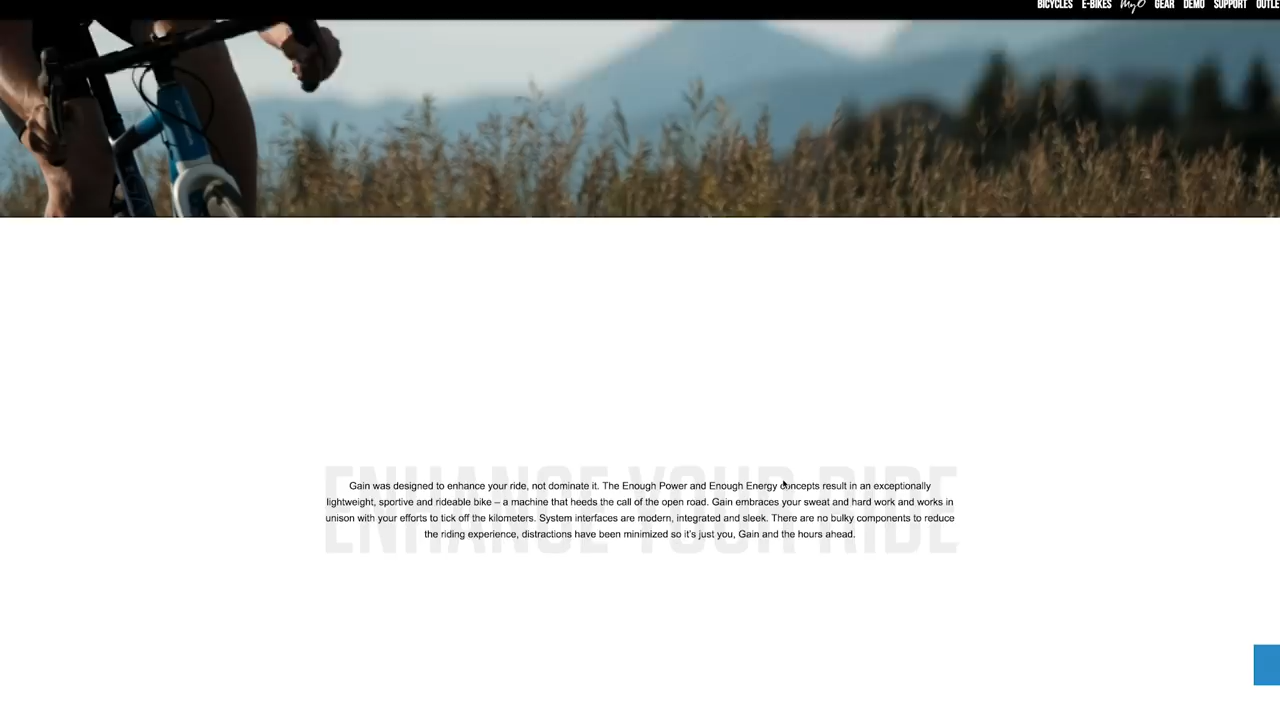 BICYCLES E-BIKES MyO GEAR DEMO SUPPORT OUTLE
ENHANCE YOUR RIDE
Gain was designed to enhance your ride, not dominate it. The Enough Power and Enough Energy concepts result in an exceptionally
lightweight, sportive and rideable bike – a machine that heeds the call of the open road. Gain embraces your sweat and hard work and works in
unison with your efforts to tick off the kilometers. System interfaces are modern, integrated and sleek. There are no bulky components to reduce
the riding experience, distractions have been minimized so it's just you, Gain and the hours ahead.